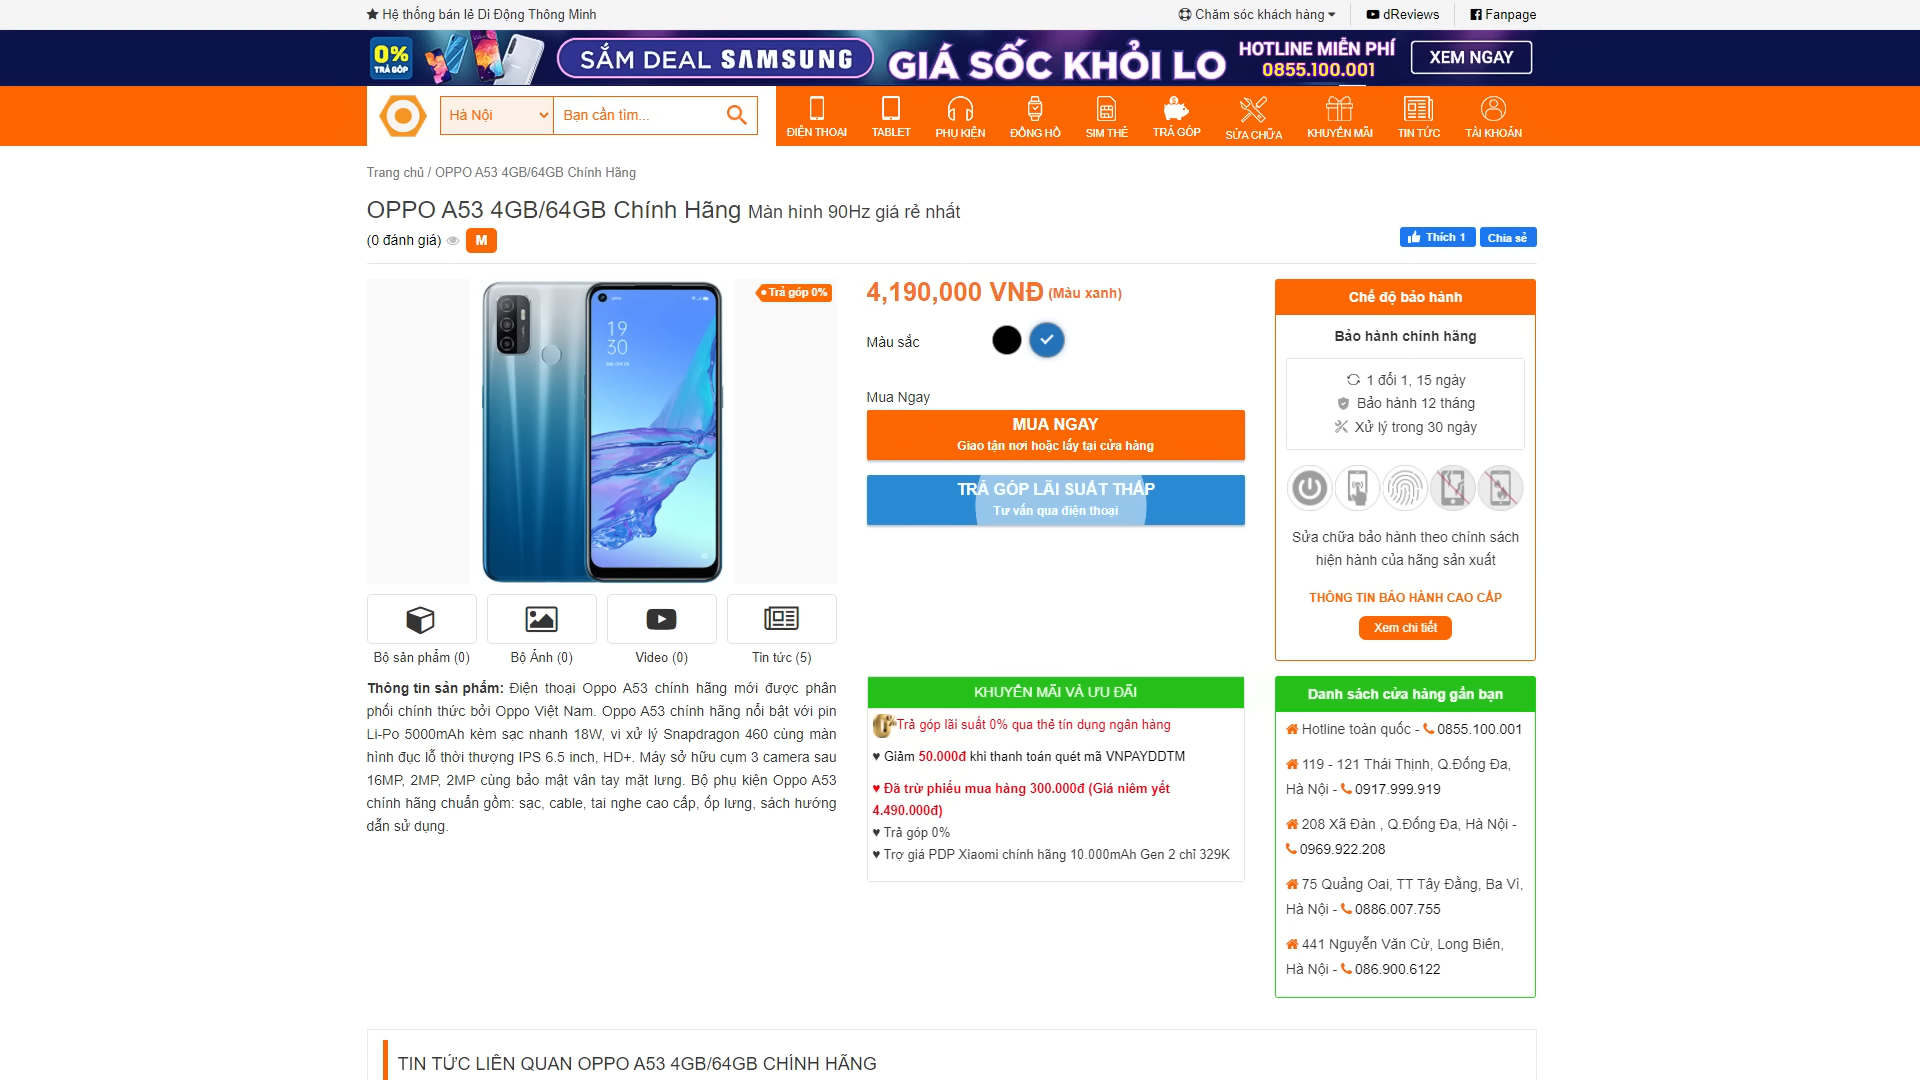 Hệ thống bán lẻ Di Động Thông Minh
Chăm sóc khách hàng
dReviews
Fanpage
0%
TRẢ GÓP
SẮM DEAL SAMSUNG
GIÁ SỐC KHỎI LO
HOTLINE MIỄN PHÍ
0855.100.001
XEM NGAY
Hà Nội
Bạn cần tìm...
ĐIỆN THOẠI
TABLET
PHỤ KIỆN
ĐỒNG HỒ
SIM THẺ
TRẢ GÓP
SỬA CHỮA
KHUYẾN MÃI
TIN TỨC
TÀI KHOẢN
Trang chủ / OPPO A53 4GB/64GB Chính Hãng
OPPO A53 4GB/64GB Chính Hãng Màn hình 90Hz giá rẻ nhất
(0 đánh giá) M
Thích 1
Chia sẻ
Trả góp 0%
19
30
4,190,000 VNĐ (Màu xanh)
Màu sắc
Mua Ngay
MUA NGAY
Giao tận nơi hoặc lấy tại cửa hàng
TRẢ GÓP LÃI SUẤT THẤP
Tư vấn qua điện thoại
Chế độ bảo hành
Bảo hành chính hãng
1 đổi 1, 15 ngày
Bảo hành 12 tháng
Xử lý trong 30 ngày
Sửa chữa bảo hành theo chính sách
hiện hành của hãng sản xuất
THÔNG TIN BẢO HÀNH CAO CẤP
Xem chi tiết
Bộ sản phẩm (0)
Bộ Ảnh (0)
Video (0)
Tin tức (5)
Thông tin sản phẩm: Điện thoại Oppo A53 chính hãng mới được phân
phối chính thức bởi Oppo Việt Nam. Oppo A53 chính hãng nổi bật với pin
Li-Po 5000mAh kèm sạc nhanh 18W, vi xử lý Snapdragon 460 cùng màn
hình đục lỗ thời thượng IPS 6.5 inch, HD+. Máy sở hữu cụm 3 camera sau
16MP, 2MP, 2MP cùng bảo mật vân tay mặt lưng. Bộ phụ kiện Oppo A53
chính hãng chuẩn gồm: sạc, cable, tai nghe cao cấp, ốp lưng, sách hướng
dẫn sử dụng.
KHUYẾN MÃI VÀ ƯU ĐÃI
Trả góp lãi suất 0% qua thẻ tín dụng ngân hàng
♥ Giảm 50.000đ khi thanh toán quét mã VNPAYDDTM
♥ Đã trừ phiếu mua hàng 300.000đ (Giá niêm yết
4.490.000đ)
♥ Trả góp 0%
♥ Trợ giá PDP Xiaomi chính hãng 10.000mAh Gen 2 chỉ 329K
Danh sách cửa hàng gần bạn
Hotline toàn quốc - 0855.100.001
119 - 121 Thái Thịnh, Q.Đống Đa,
Hà Nội - 0917.999.919
208 Xã Đàn , Q.Đống Đa, Hà Nội -
0969.922.208
75 Quảng Oai, TT Tây Đằng, Ba Vì,
Hà Nội - 0886.007.755
441 Nguyễn Văn Cừ, Long Biên,
Hà Nội - 086.900.6122
TIN TỨC LIÊN QUAN OPPO A53 4GB/64GB CHÍNH HÃNG